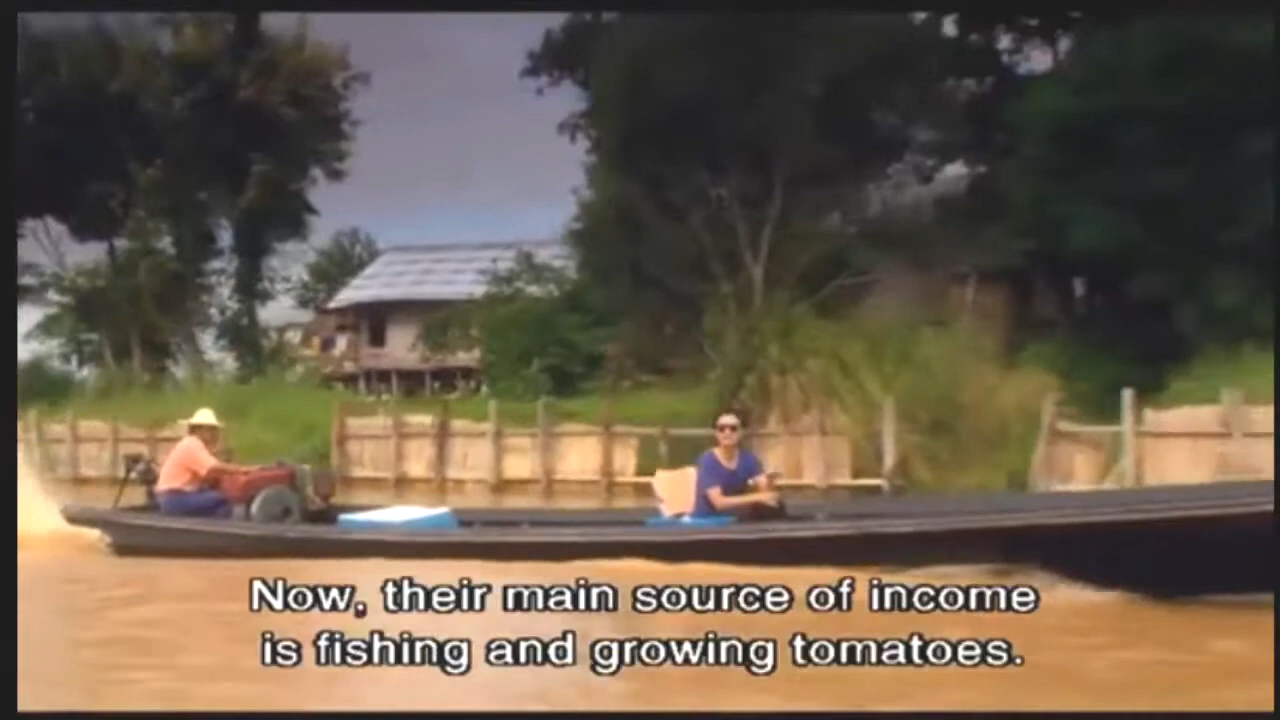 Now, their main source of income
is fishing and growing tomatoes.